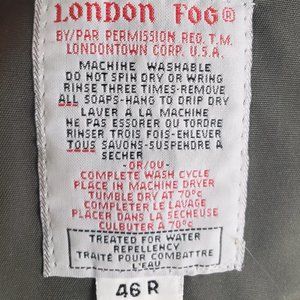 London Fog®
BY/PAR PERMISSION REG. T.M.
LONDONTOWN CORP. U.S.A.
MACHINE WASHABLE
DO NOT SPIN DRY OR WRING
RINSE THREE TIMES-REMOVE
ALL SOAPS-HANG TO DRIP DRY
LAVER A LA MACHINE
NE PAS ESSORER OU TORDRE
RINSER TROIS FOIS-ENLEVER
TOUS SAVONS-SUSPENDRE A
SECHER
-OR/OU-
COMPLETE WASH CYCLE
PLACE IN MACHINE DRYER
TUMBLE DRY AT 70°C
COMPLETER LE LAVAGE
PLACER DANS LA SECHEUSE
CULBUTER A 70°C
TREATED FOR WATER
REPELLENCY
TRAITÉ POUR COMBATTRE
L'EAU
46 R